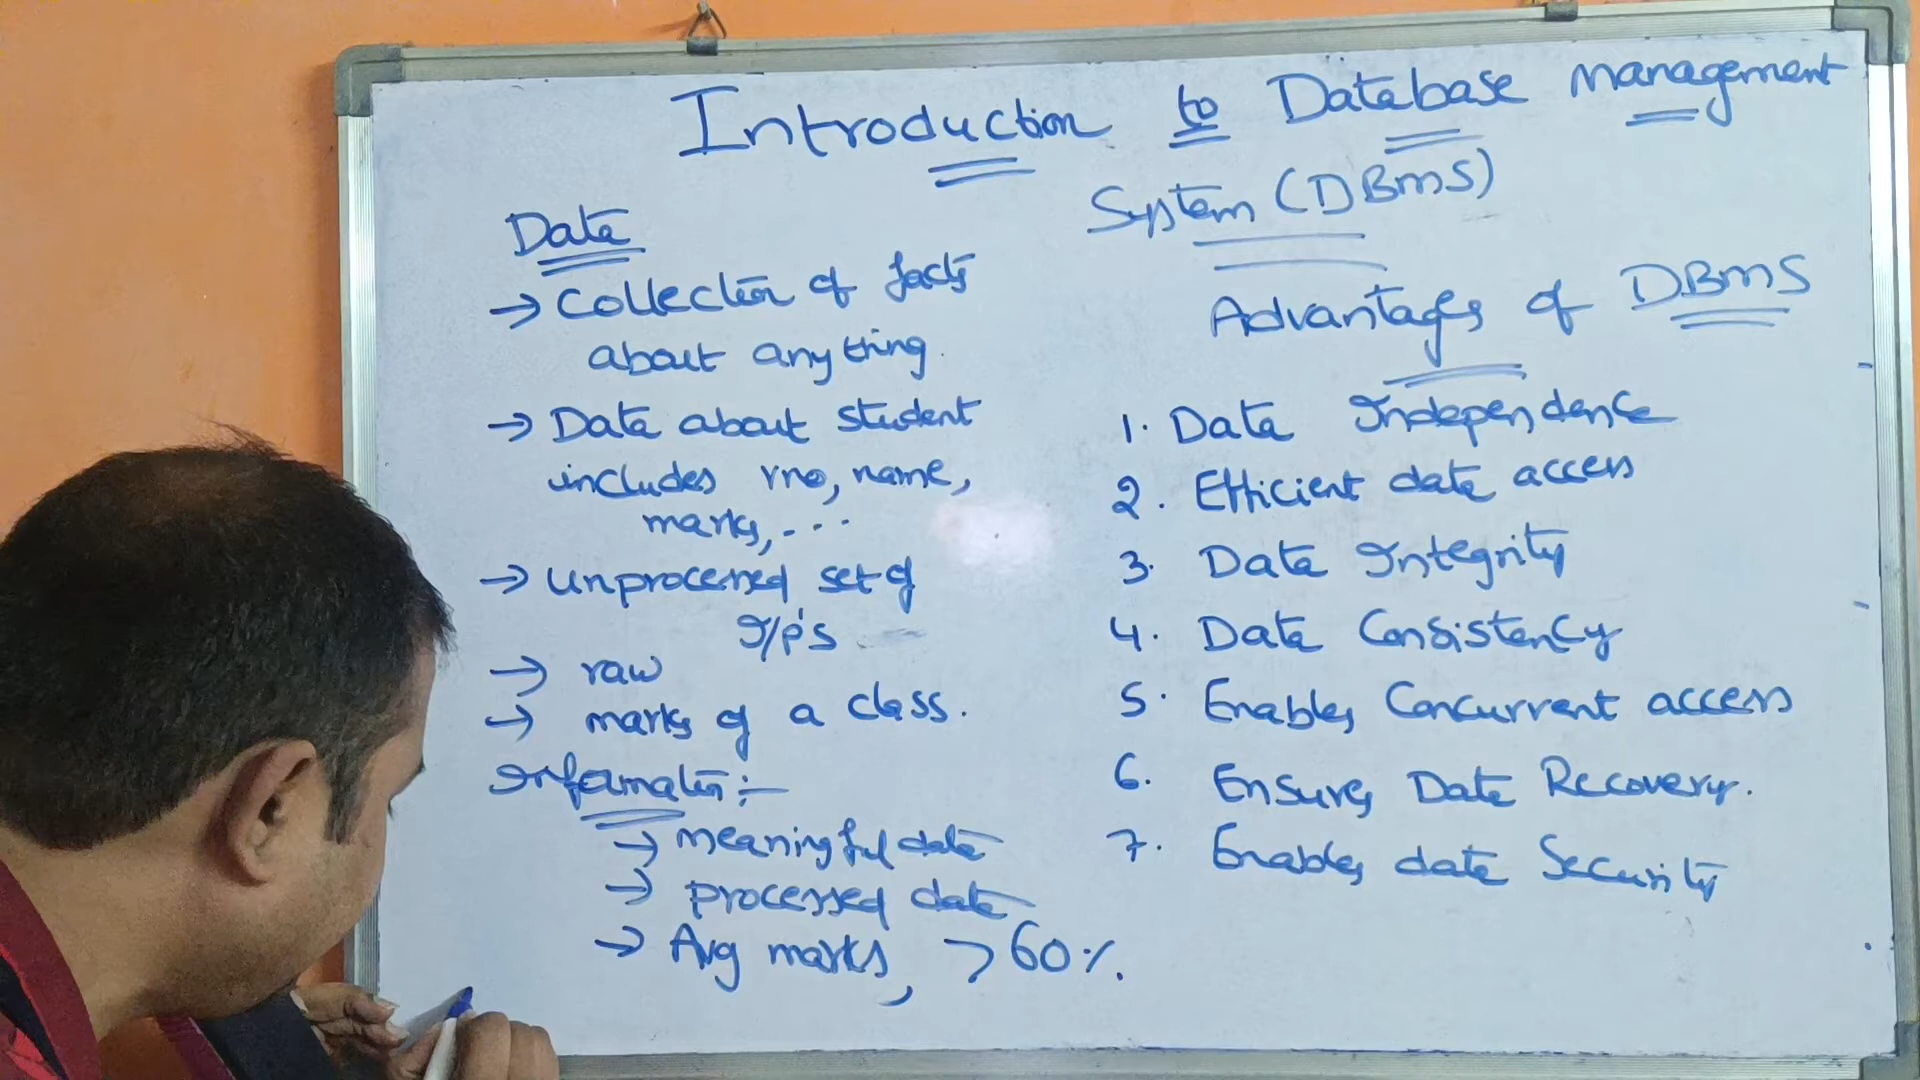 Introduction to Database Management
System (DBMS)
Data
→ Collection of facts
about anything.
→ Data about student
includes rno, name,
marks, ...
→ unprocessed set of
I/p's
→ raw
→ marks of a class.
Information :-
→ meaningful data
→ processed data
→ Avg marks, >60%.
Advantages of DBMS
1. Data Independence
2. Efficient data access
3. Data Integrity
4. Data Consistency
5. Enables Concurrent access
6. Ensures Data Recovery.
7. Enables data Security